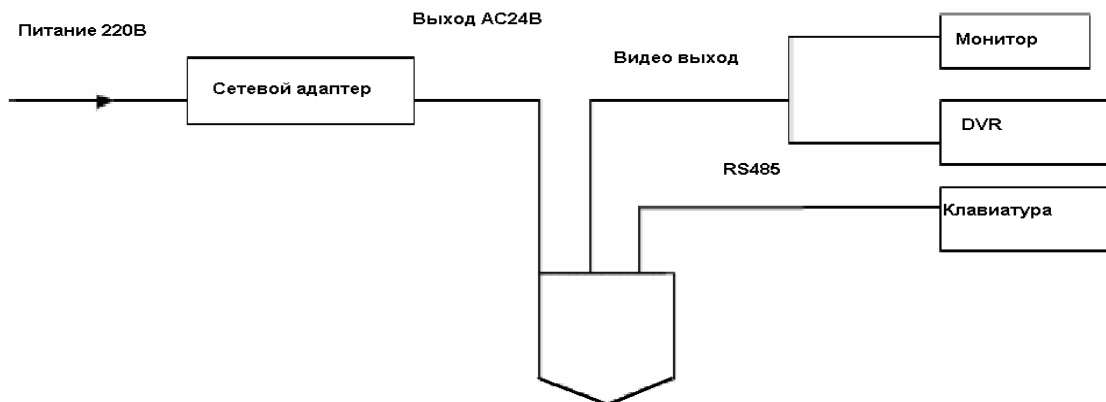 Питание 220В
Выход AC24В
Сетевой адаптер
Видео выход
Монитор
DVR
RS485
Клавиатура